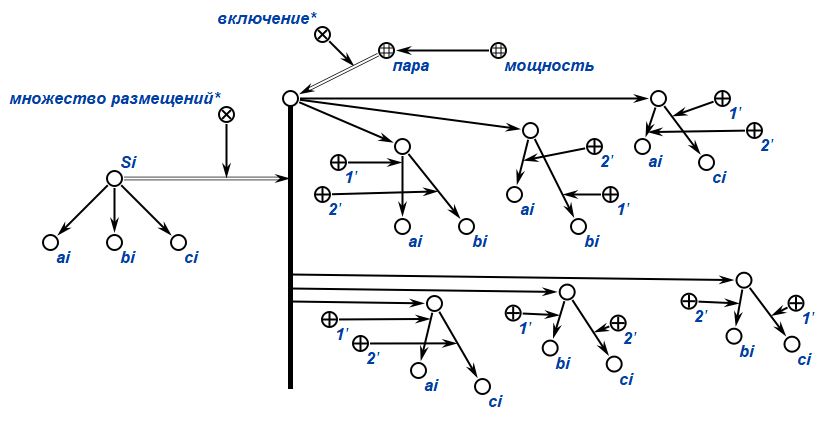 включение*
пара
мощность
множество размещений*
1'
2'
ai
ci
Si
1'
2'
ai
bi
2'
1'
ai
bi
ai
bi
ci
1'
2'
ai
ci
1'
2'
bi
ci
2'
1'
bi
ci